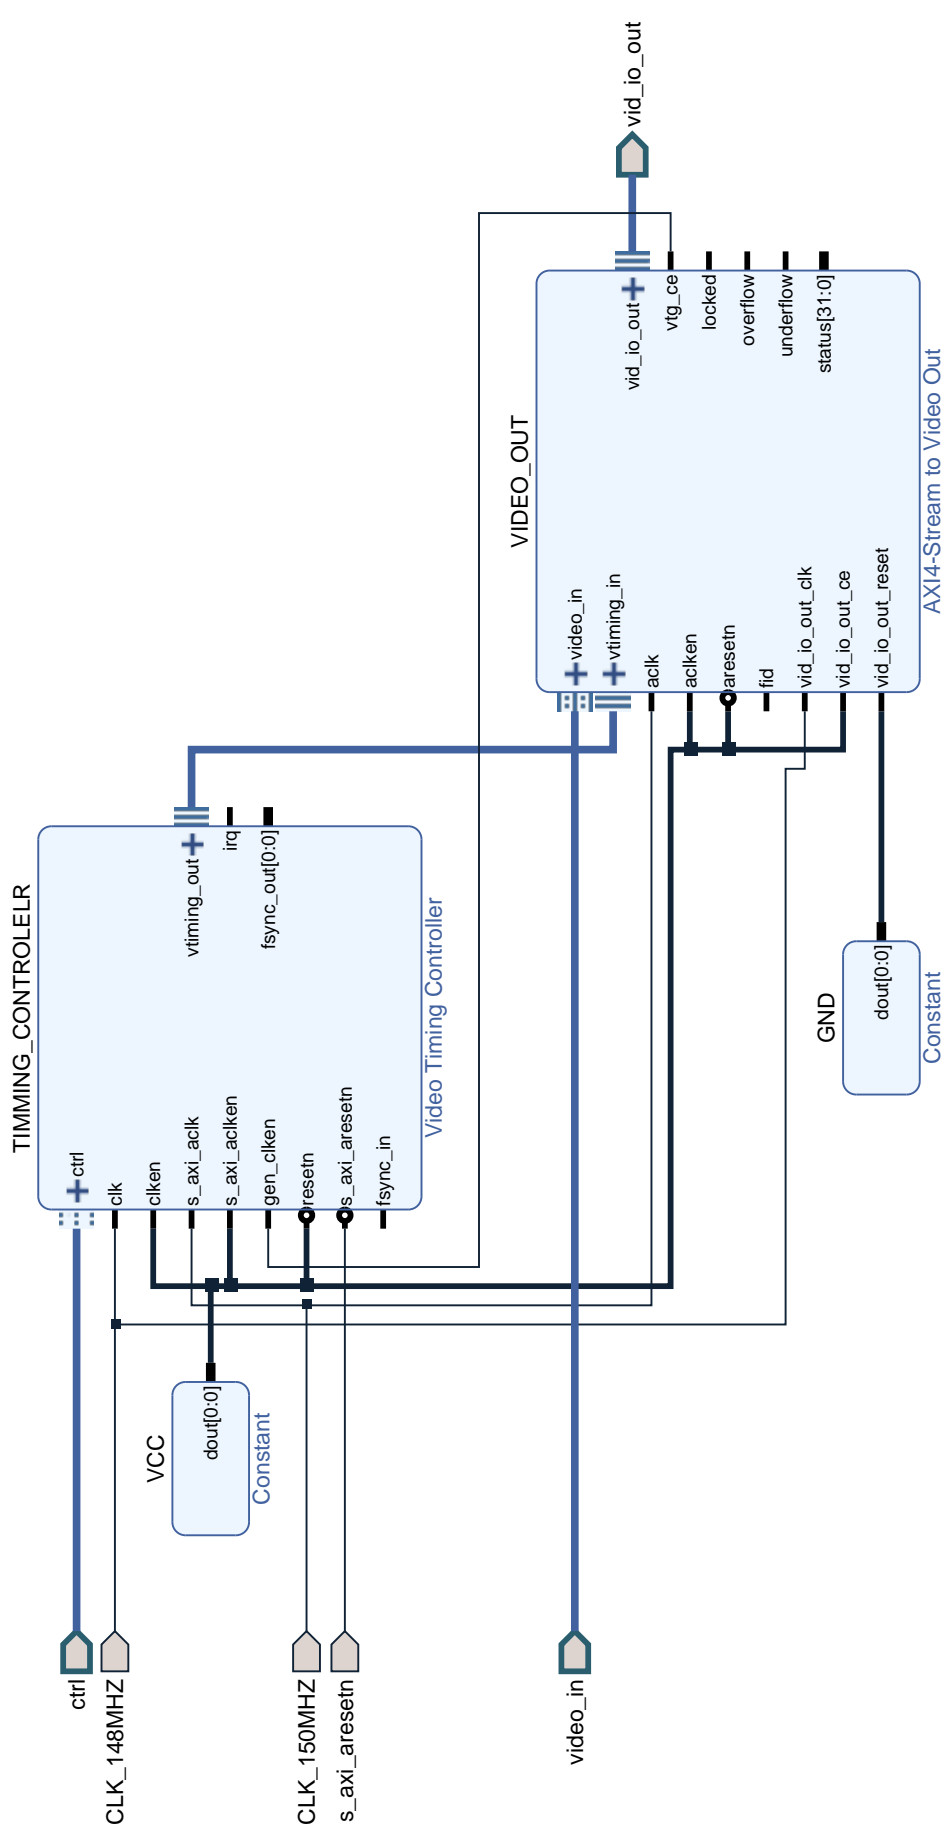 ctrl
CLK_148MHZ
CLK_150MHZ
s_axi_aresetn
video_in
VCC
dout[0:0]
Constant
TIMMING_CONTROLELR
ctrl
clk
clken
s_axi_aclk
s_axi_aclken
gen_clken
resetn
s_axi_aresetn
fsync_in
vtiming_out
irq
fsync_out[0:0]
Video Timing Controller
GND
dout[0:0]
Constant
VIDEO_OUT
video_in
vtiming_in
aclk
aclken
aresetn
fid
vid_io_out_clk
vid_io_out_ce
vid_io_out_reset
vid_io_out
vtg_ce
locked
overflow
underflow
status[31:0]
AXI4-Stream to Video Out
vid_io_out